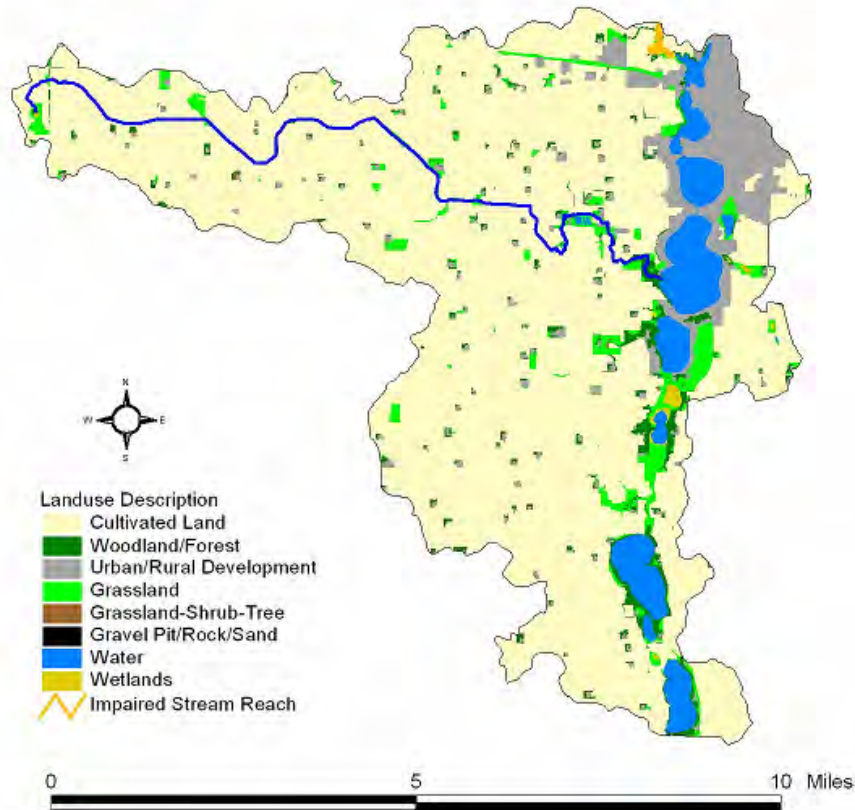 N
W E
S
Landuse Description
Cultivated Land
Woodland/Forest
Urban/Rural Development
Grassland
Grassland-Shrub-Tree
Gravel Pit/Rock/Sand
Water
Wetlands
Impaired Stream Reach
0 5 10 Miles